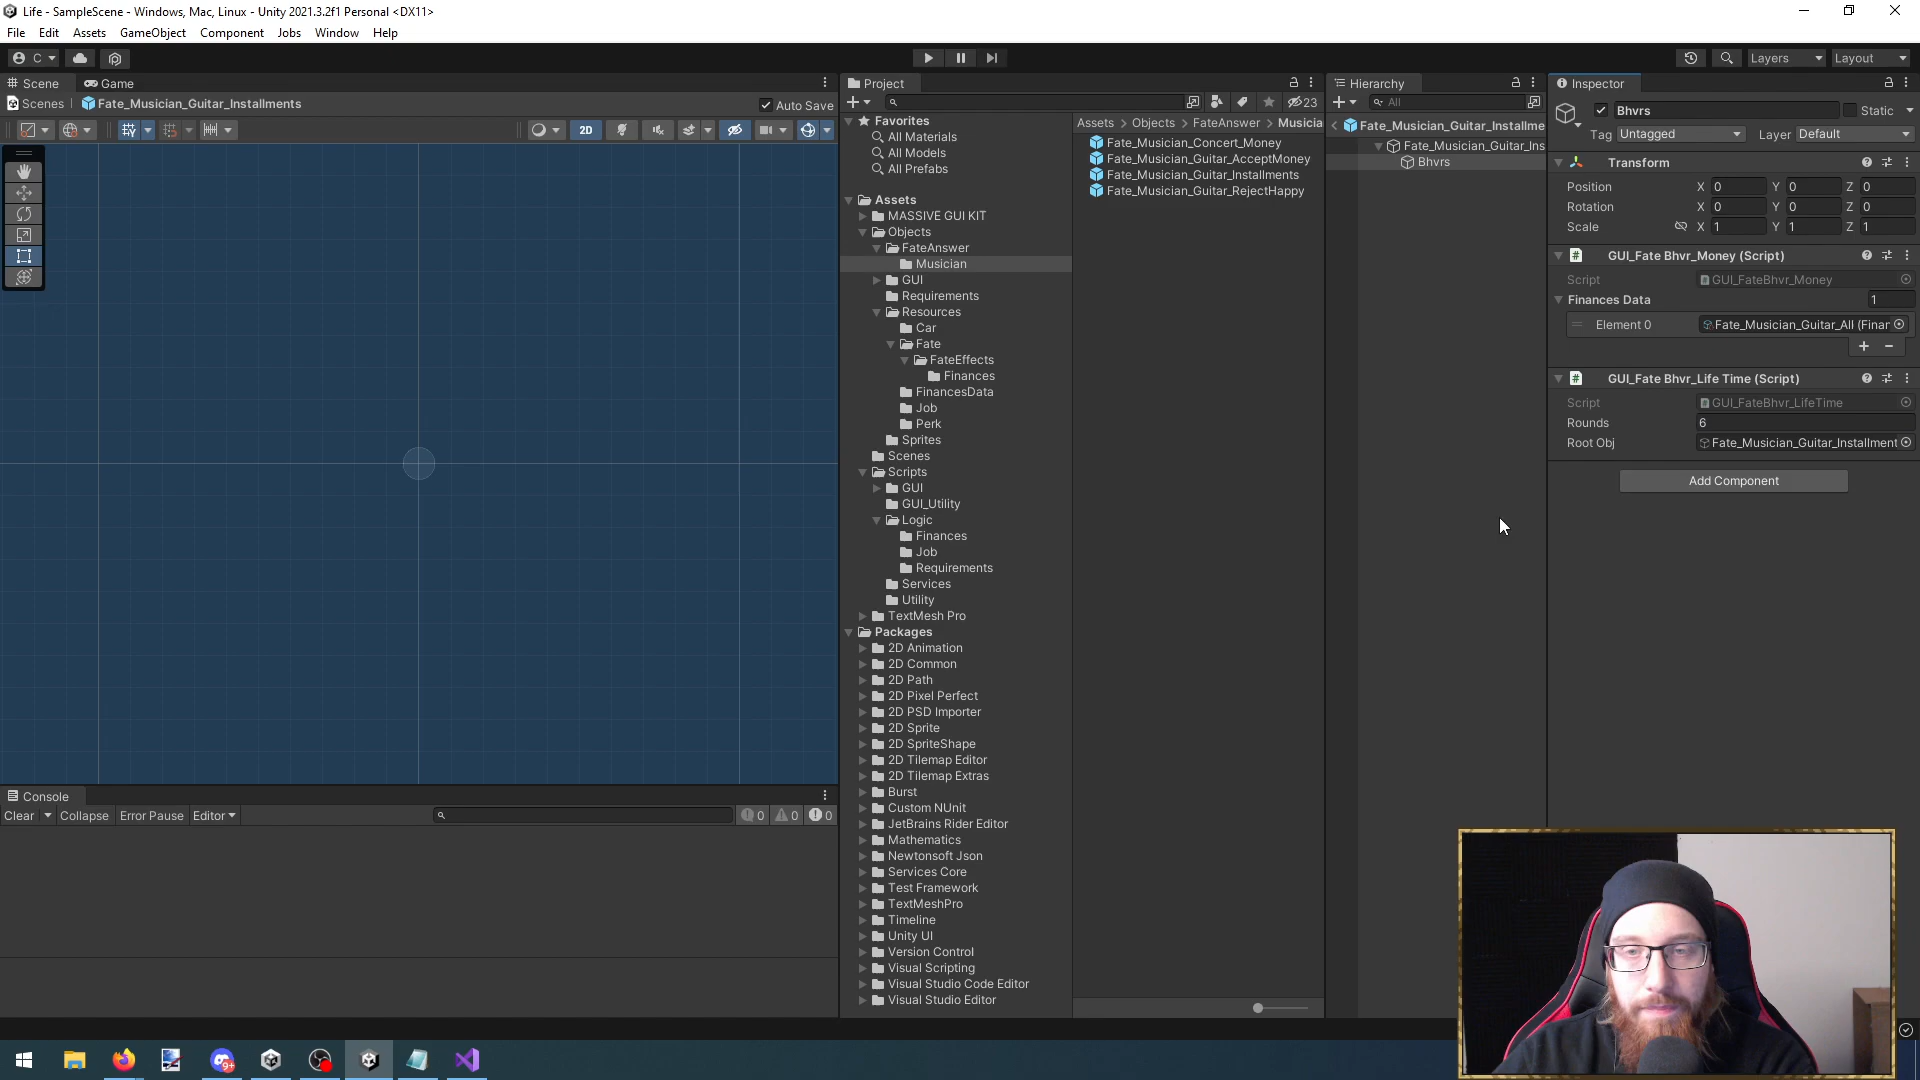 Life - SampleScene - Windows, Mac, Linux - Unity 2021.3.2f1 Personal <DX11>
File Edit Assets GameObject Component Jobs Window Help
C
Layers Layout
Scene Game
Scenes Fate_Musician_Guitar_Installments
Auto Save
2D
Project
23
Favorites
All Materials
All Models
All Prefabs
Assets
MASSIVE GUI KIT
Objects
FateAnswer
Musician
GUI
Requirements
Resources
Car
Fate
FateEffects
Finances
FinancesData
Job
Perk
Sprites
Scenes
Scripts
GUI
GUI_Utility
Logic
Finances
Job
Requirements
Services
Utility
TextMesh Pro
Packages
2D Animation
2D Common
2D Path
2D Pixel Perfect
2D PSD Importer
2D Sprite
2D SpriteShape
2D Tilemap Editor
2D Tilemap Extras
Burst
Custom NUnit
JetBrains Rider Editor
Mathematics
Newtonsoft Json
Services Core
Test Framework
TextMeshPro
Timeline
Unity UI
Version Control
Visual Scripting
Visual Studio Code Editor
Visual Studio Editor
Assets > Objects > FateAnswer > Musicia
Fate_Musician_Concert_Money
Fate_Musician_Guitar_AcceptMoney
Fate_Musician_Guitar_Installments
Fate_Musician_Guitar_RejectHappy
Hierarchy
All
Fate_Musician_Guitar_Installme
Fate_Musician_Guitar_Ins
Bhvrs
Inspector
Bhvrs Static
Tag Untagged Layer Default
Transform
Position X 0 Y 0 Z 0
Rotation X 0 Y 0 Z 0
Scale X 1 Y 1 Z 1
GUI_Fate Bhvr_Money (Script)
Script GUI_FateBhvr_Money
Finances Data 1
Element 0 Fate_Musician_Guitar_All (Finar
GUI_Fate Bhvr_Life Time (Script)
Script GUI_FateBhvr_LifeTime
Rounds 6
Root Obj Fate_Musician_Guitar_Installment
Add Component
Console
Clear Collapse Error Pause Editor 0 0 0
9+